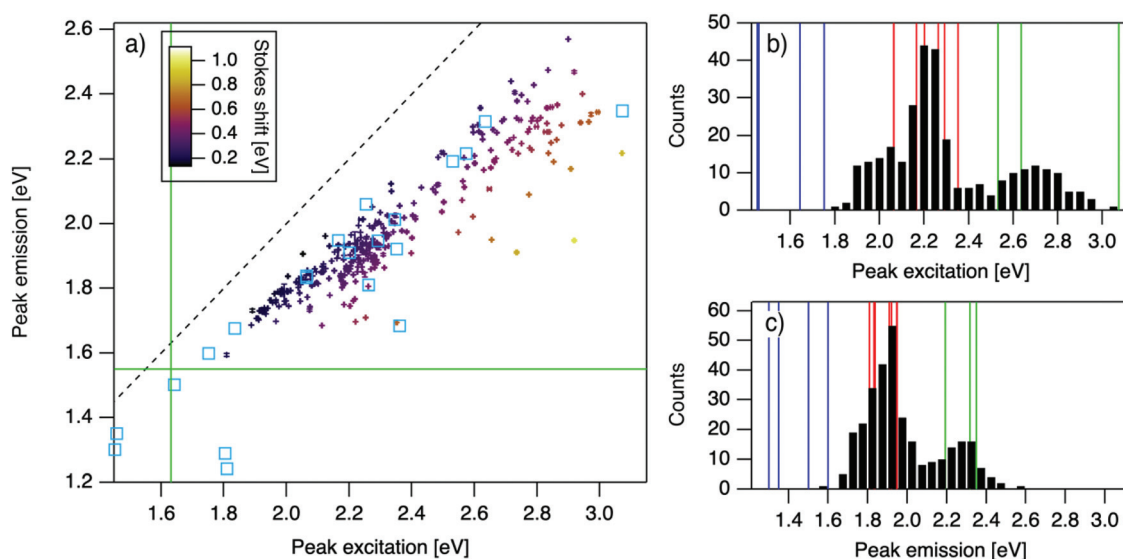 a)
Stokes shift [eV]
1.0
0.8
0.6
0.4
0.2
2.6
2.4
2.2
2.0
1.8
1.6
1.4
1.2
Peak emission [eV]
1.6 1.8 2.0 2.2 2.4 2.6 2.8 3.0
Peak excitation [eV]
b)
50
40
30
20
10
0
Counts
1.6 1.8 2.0 2.2 2.4 2.6 2.8 3.0
Peak excitation [eV]
c)
60
50
40
30
20
10
0
Counts
1.4 1.6 1.8 2.0 2.2 2.4 2.6 2.8 3.0
Peak emission [eV]